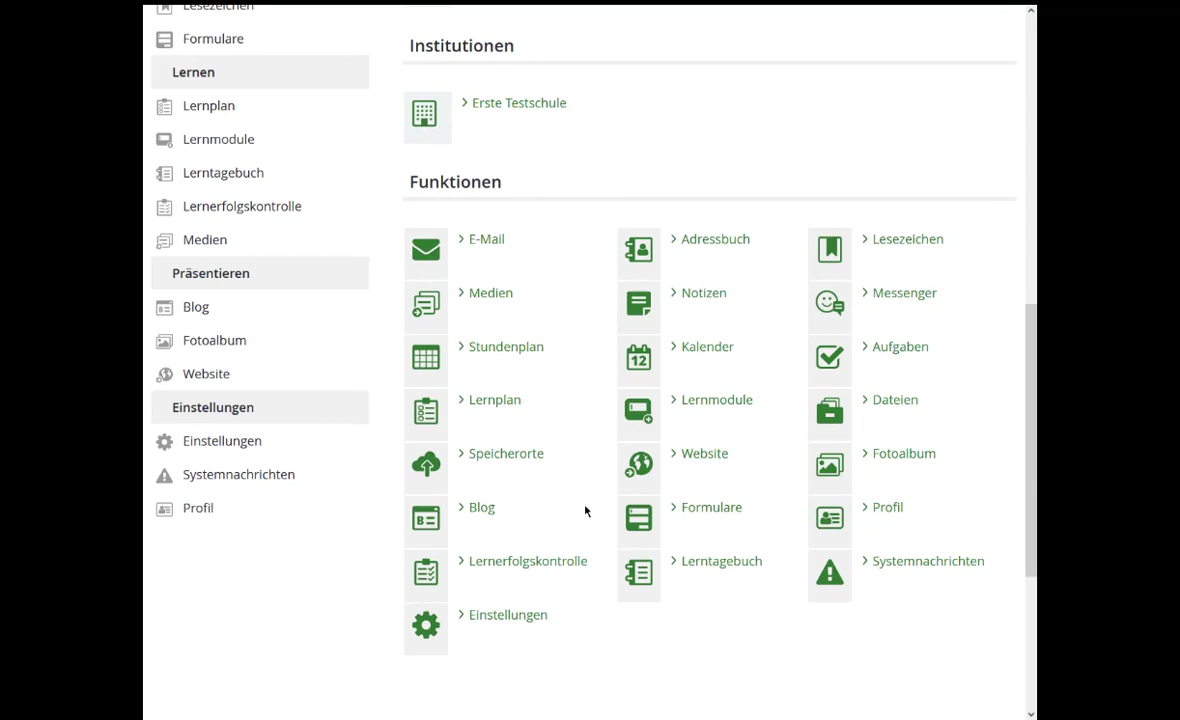 Lesezeichen
Formulare
Lernen
Lernplan
Lernmodule
Lerntagebuch
Lernerfolgskontrolle
Medien
Präsentieren
Blog
Fotoalbum
Website
Einstellungen
Einstellungen
Systemnachrichten
Profil
Institutionen
Erste Testschule
Funktionen
E-Mail
Adressbuch
Lesezeichen
Medien
Notizen
Messenger
Stundenplan
12
Kalender
Aufgaben
Lernplan
Lernmodule
Dateien
Speicherorte
Website
Fotoalbum
B
Blog
Formulare
Profil
Lernerfolgskontrolle
Lerntagebuch
Systemnachrichten
Einstellungen